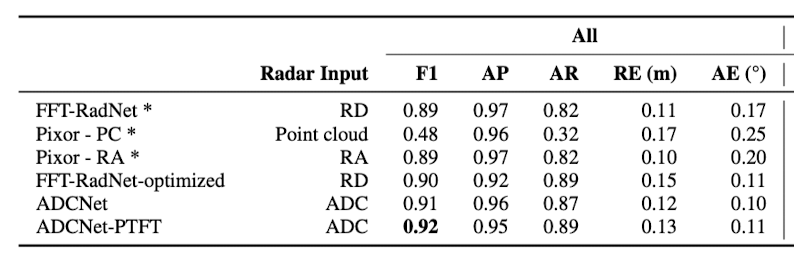 All
Radar Input F1 AP AR RE (m) AE (°)
FFT-RadNet * RD 0.89 0.97 0.82 0.11 0.17
Pixor - PC * Point cloud 0.48 0.96 0.32 0.17 0.25
Pixor - RA * RA 0.89 0.97 0.82 0.10 0.20
FFT-RadNet-optimized RD 0.90 0.92 0.89 0.15 0.11
ADCNet ADC 0.91 0.96 0.87 0.12 0.10
ADCNet-PTFT ADC 0.92 0.95 0.89 0.13 0.11